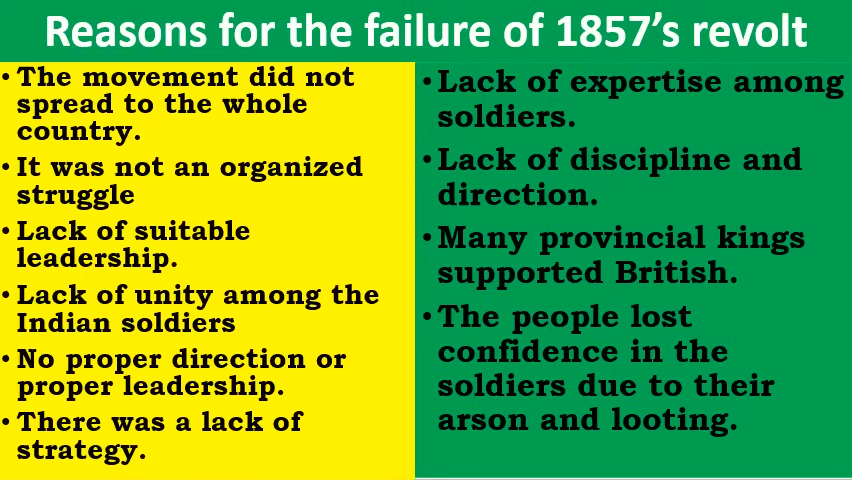 Reasons for the failure of 1857's revolt
• The movement did not
spread to the whole
country.
• It was not an organized
struggle
• Lack of suitable
leadership.
• Lack of unity among the
Indian soldiers
• No proper direction or
proper leadership.
• There was a lack of
strategy.
• Lack of expertise among
soldiers.
• Lack of discipline and
direction.
• Many provincial kings
supported British.
• The people lost
confidence in the
soldiers due to their
arson and looting.